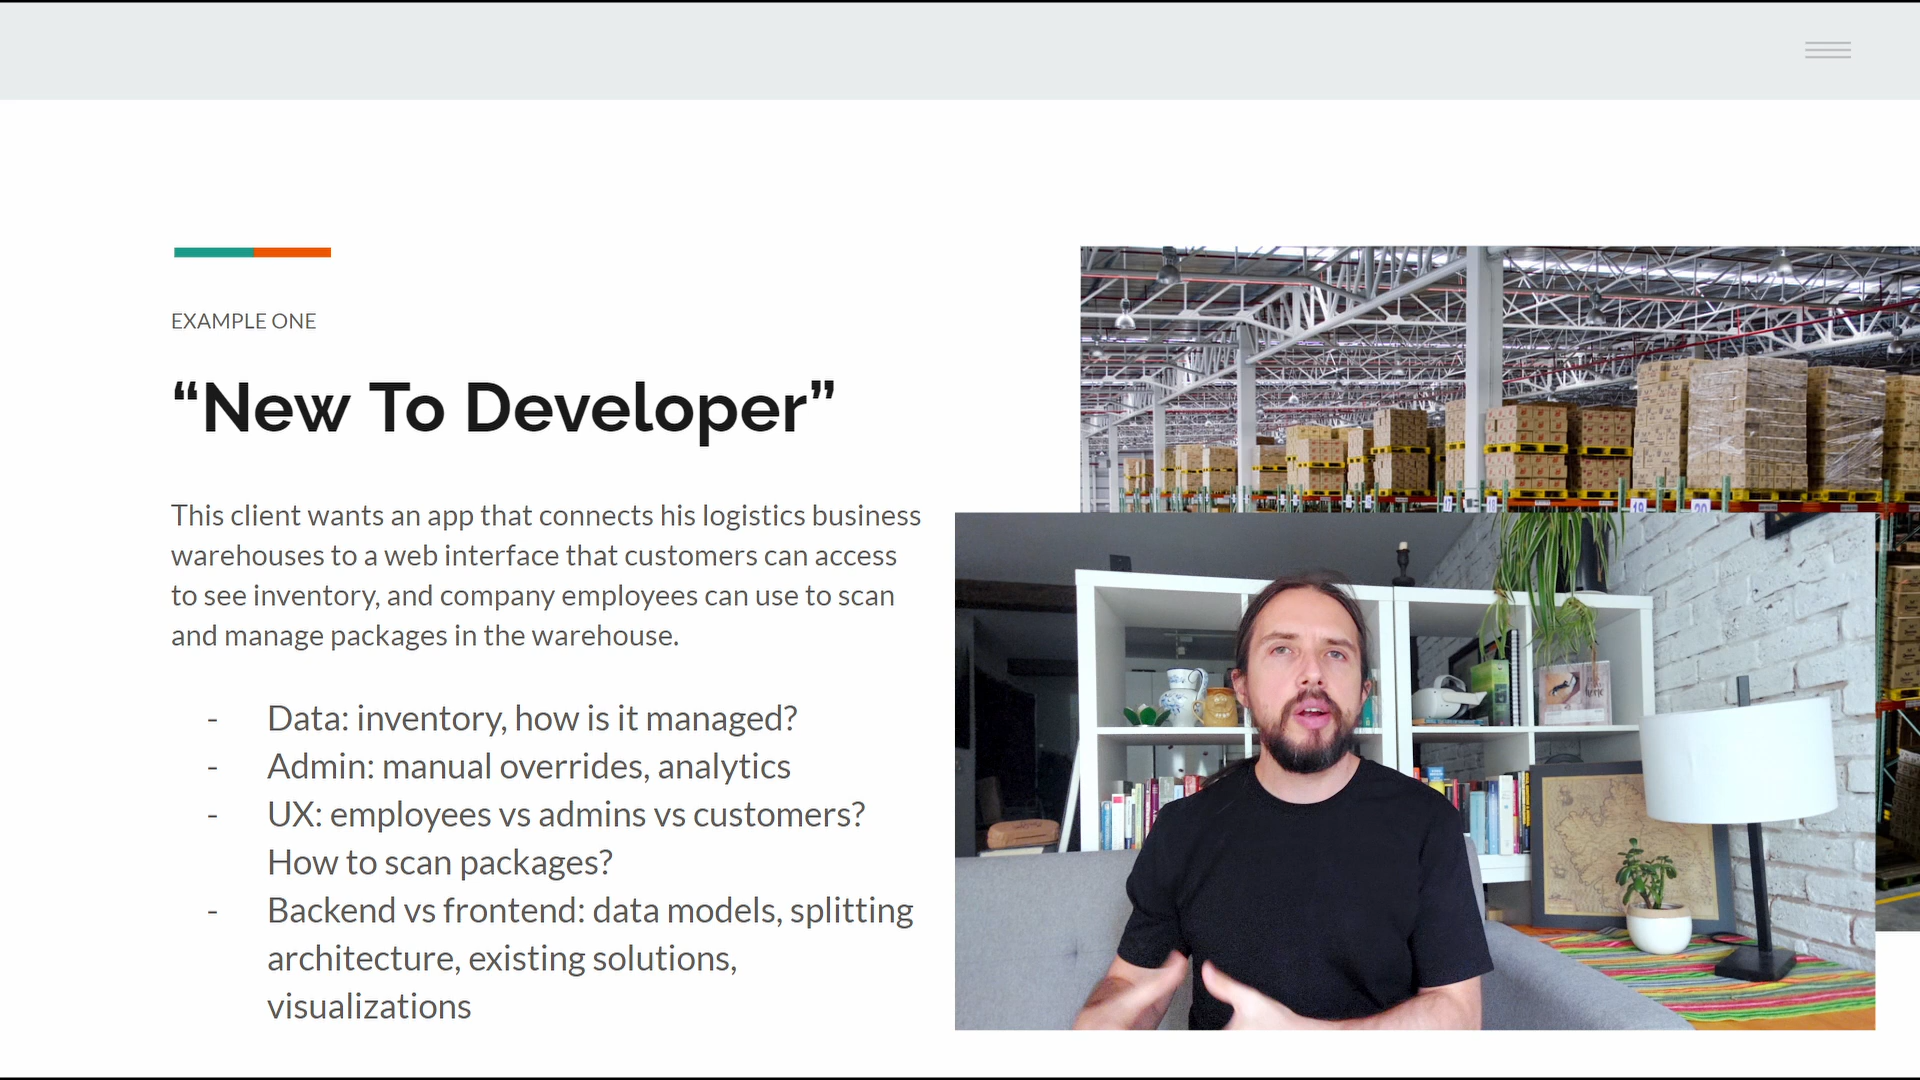 EXAMPLE ONE
“New To Developer”
This client wants an app that connects his logistics business
warehouses to a web interface that customers can access
to see inventory, and company employees can use to scan
and manage packages in the warehouse.
- Data: inventory, how is it managed?
- Admin: manual overrides, analytics
- UX: employees vs admins vs customers?
How to scan packages?
- Backend vs frontend: data models, splitting
architecture, existing solutions,
visualizations
19
20